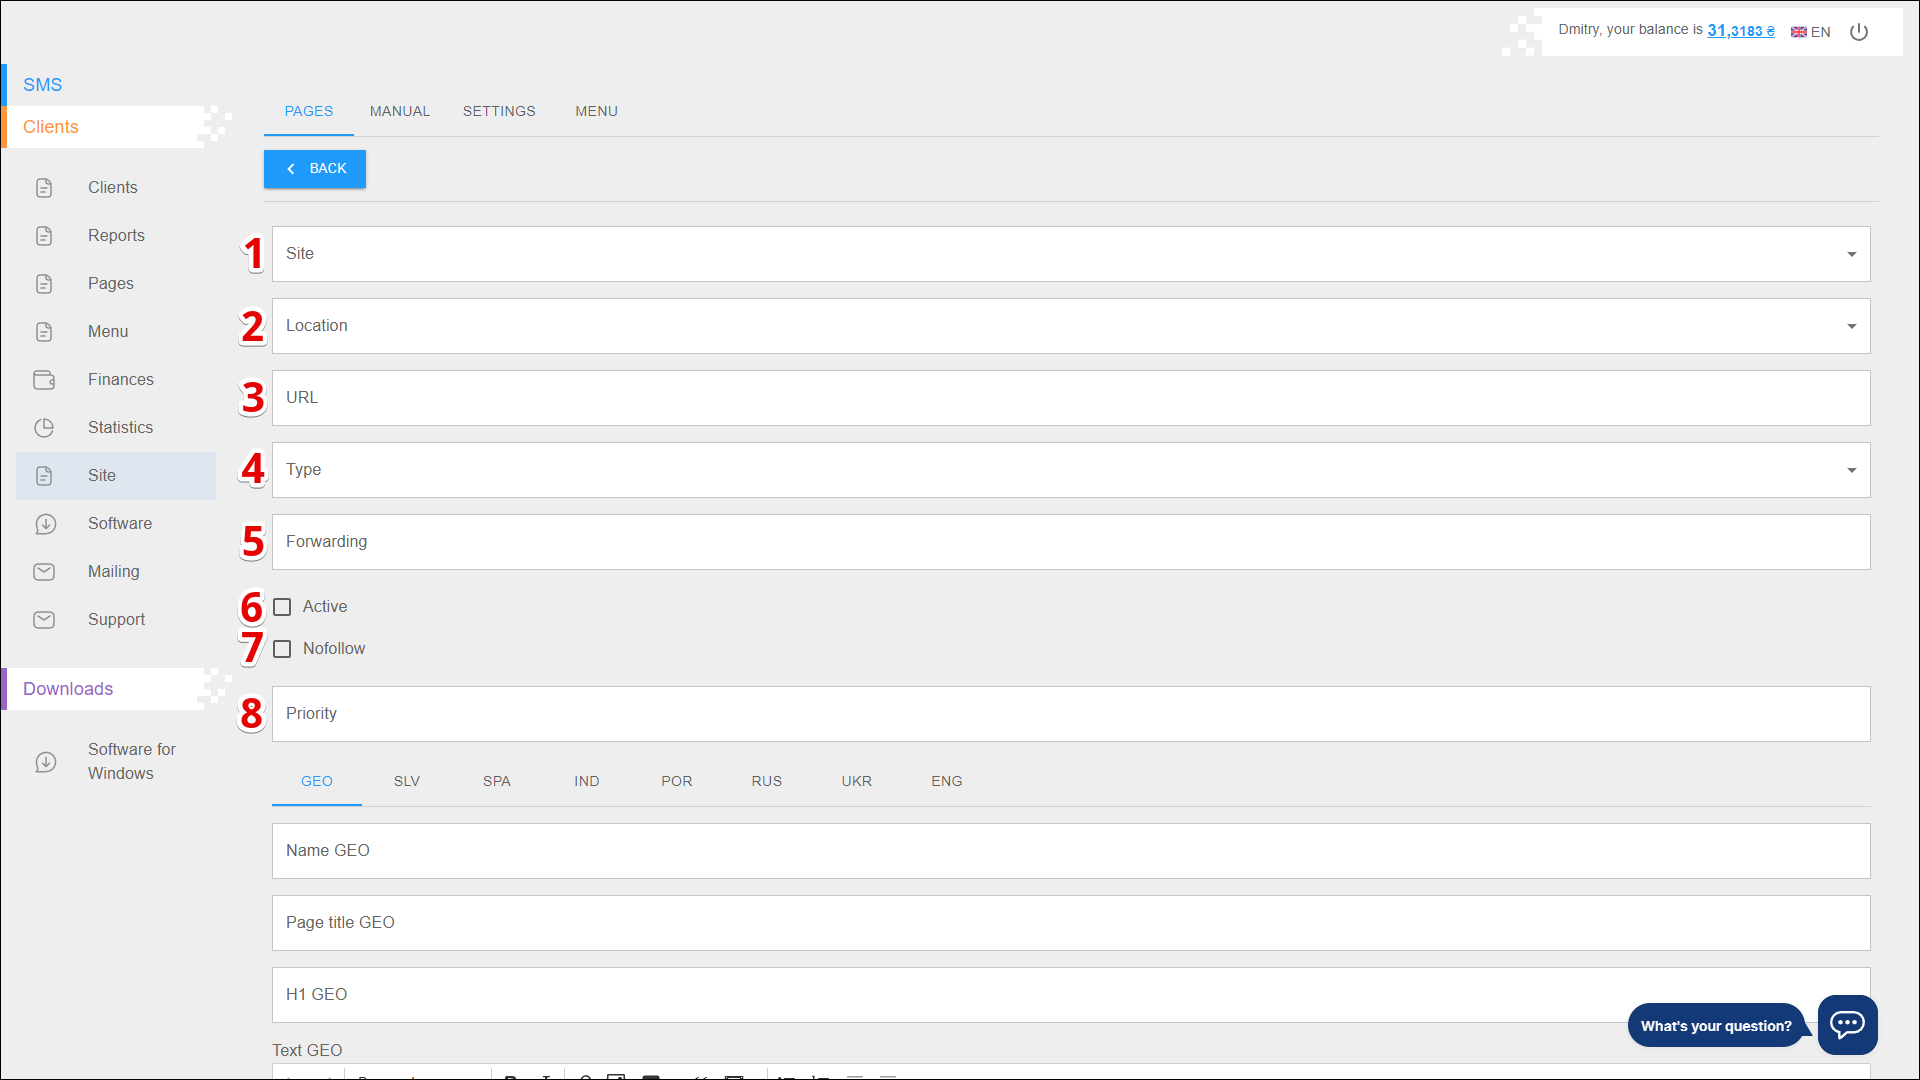 Dmitry, your balance is 31,3183 ₴ EN
SMS
Clients
Clients
Reports
Pages
Menu
Finances
Statistics
Site
Software
Mailing
Support
Downloads
Software for
Windows
PAGES MANUAL SETTINGS MENU
BACK
1 Site
2 Location
3 URL
4 Type
5 Forwarding
6 Active
7 Nofollow
8 Priority
GEO SLV SPA IND POR RUS UKR ENG
Name GEO
Page title GEO
H1 GEO
Text GEO
What's your question?